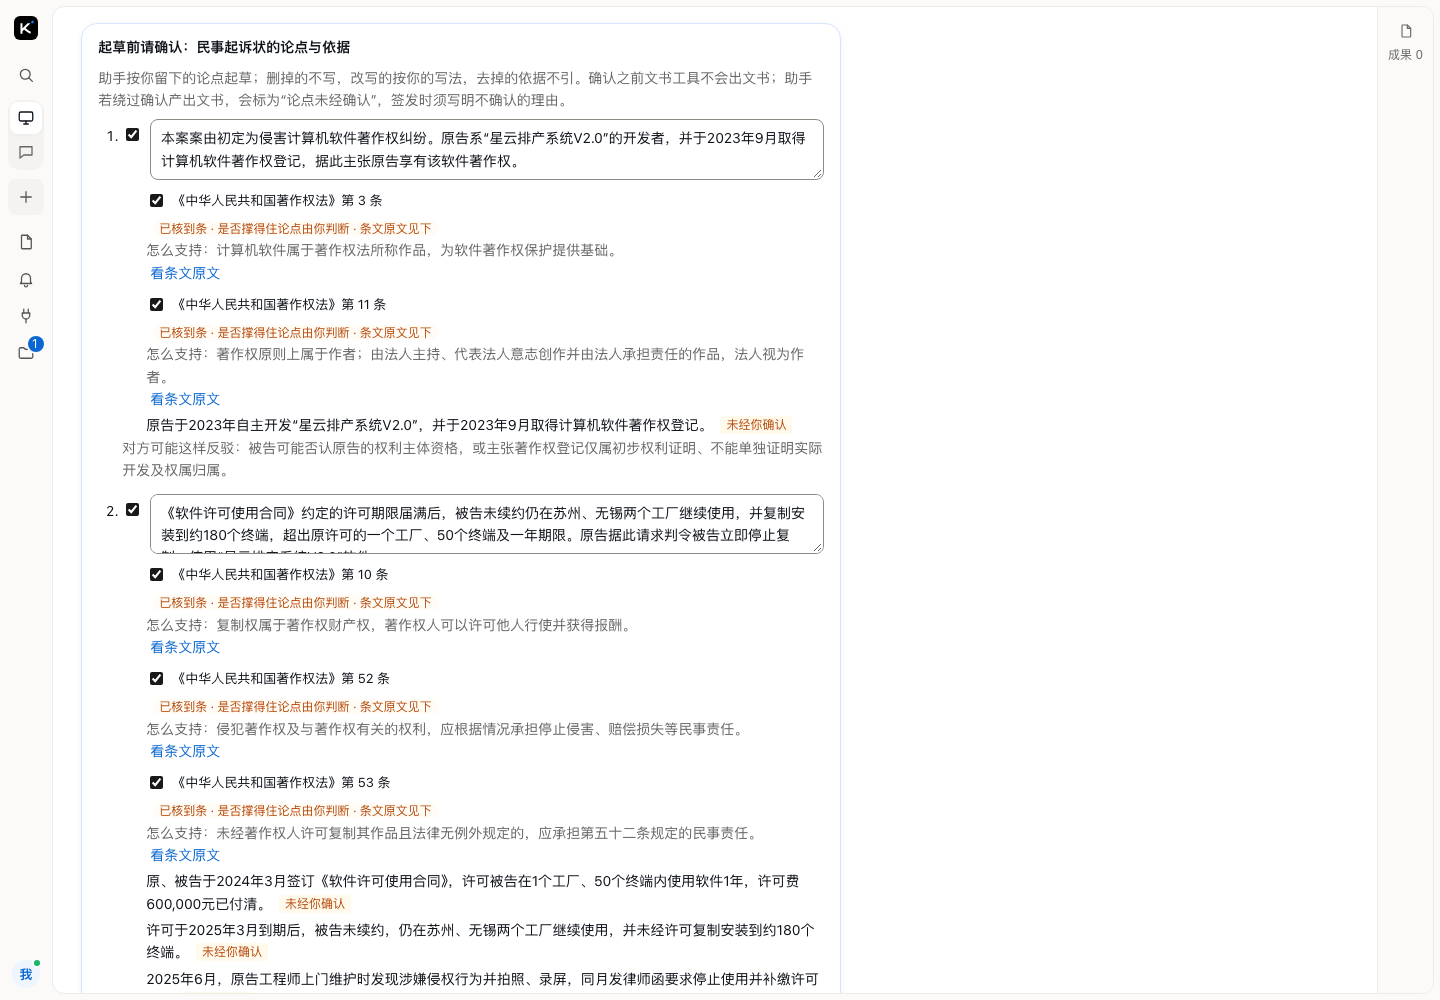 K
成果 0
起草前请确认：民事起诉状的论点与依据
助手按你留下的论点起草；删掉的不写，改写的按你的写法，去掉的依据不引。确认之前文书工具不会出文书；助手
若绕过确认产出文书，会标为“论点未经确认”，签发时须写明不确认的理由。
1. 本案案由初定为侵害计算机软件著作权纠纷。原告系“星云排产系统V2.0”的开发者，并于2023年9月取得
计算机软件著作权登记，据此主张原告享有该软件著作权。
《中华人民共和国著作权法》第 3 条
已核到条 · 是否撑得住论点由你判断 · 条文原文见下
怎么支持：计算机软件属于著作权法所称作品，为软件著作权保护提供基础。
看条文原文
《中华人民共和国著作权法》第 11 条
已核到条 · 是否撑得住论点由你判断 · 条文原文见下
怎么支持：著作权原则上属于作者；由法人主持、代表法人意志创作并由法人承担责任的作品，法人视为作
者。
看条文原文
原告于2023年自主开发“星云排产系统V2.0”，并于2023年9月取得计算机软件著作权登记。 未经你确认
对方可能这样反驳：被告可能否认原告的权利主体资格，或主张著作权登记仅属初步权利证明、不能单独证明实际
开发及权属归属。
2. 《软件许可使用合同》约定的许可期限届满后，被告未续约仍在苏州、无锡两个工厂继续使用，并复制安
装到约180个终端，超出原许可的一个工厂、50个终端及一年期限。原告据此请求判令被告立即停止复
《中华人民共和国著作权法》第 10 条
已核到条 · 是否撑得住论点由你判断 · 条文原文见下
怎么支持：复制权属于著作权财产权，著作权人可以许可他人行使并获得报酬。
看条文原文
《中华人民共和国著作权法》第 52 条
已核到条 · 是否撑得住论点由你判断 · 条文原文见下
怎么支持：侵犯著作权及与著作权有关的权利，应根据情况承担停止侵害、赔偿损失等民事责任。
看条文原文
《中华人民共和国著作权法》第 53 条
已核到条 · 是否撑得住论点由你判断 · 条文原文见下
怎么支持：未经著作权人许可复制其作品且法律无例外规定的，应承担第五十二条规定的民事责任。
看条文原文
原、被告于2024年3月签订《软件许可使用合同》，许可被告在1个工厂、50个终端内使用软件1年，许可费
600,000元已付清。 未经你确认
许可于2025年3月到期后，被告未续约，仍在苏州、无锡两个工厂继续使用，并未经许可复制安装到约180个
终端。 未经你确认
2025年6月，原告工程师上门维护时发现涉嫌侵权行为并拍照、录屏，同月发律师函要求停止使用并补缴许可
1
我